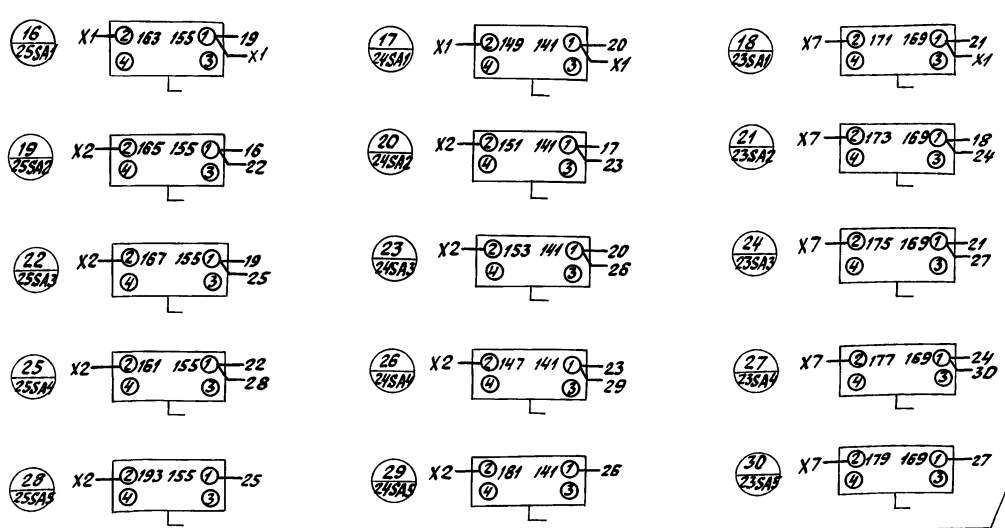 16 X1 2 163 155 1 19
25SA1 4 3 X1
17 X1 2 149 141 1 20
24SA1 4 3 X1
18 X7 2 171 169 1 21
23SA1 4 3 X1
19 X2 2 165 155 1 16
25SA2 4 3 22
20 X2 2 151 141 1 17
24SA2 4 3 23
21 X7 2 173 169 1 18
23SA2 4 3 24
22 X2 2 167 155 1 19
25SA3 4 3 25
23 X2 2 153 141 1 20
24SA3 4 3 26
24 X7 2 175 169 1 21
23SA3 4 3 27
25 X2 2 161 155 1 22
25SA4 4 3 28
26 X2 2 147 141 1 23
24SA4 4 3 29
27 X7 2 177 169 1 24
23SA4 4 3 30
28 X2 2 193 155 1 25
25SA5 4 3
29 X2 2 181 141 1 26
24SA5 4 3
30 X7 2 179 169 1 27
23SA5 4 3